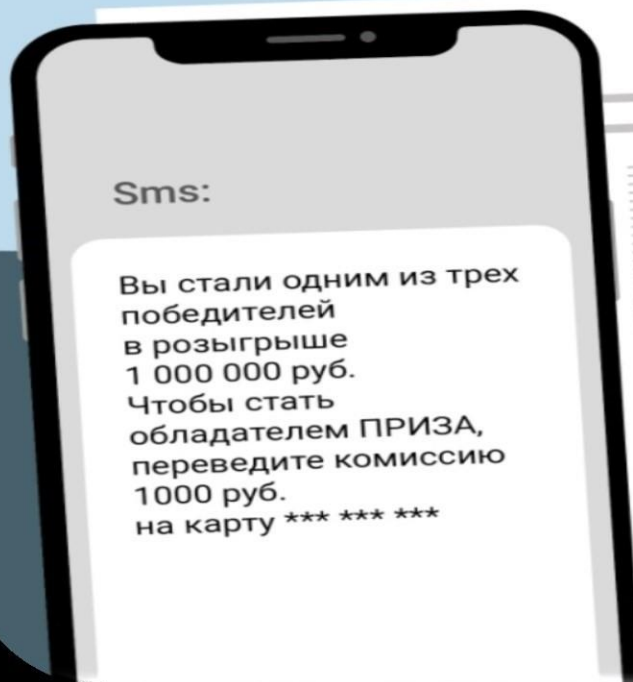 Sms:
Вы стали одним из трех
победителей
в розыгрыше
1 000 000 руб.
Чтобы стать
обладателем ПРИЗА,
переведите комиссию
1000 руб.
на карту *** *** ***